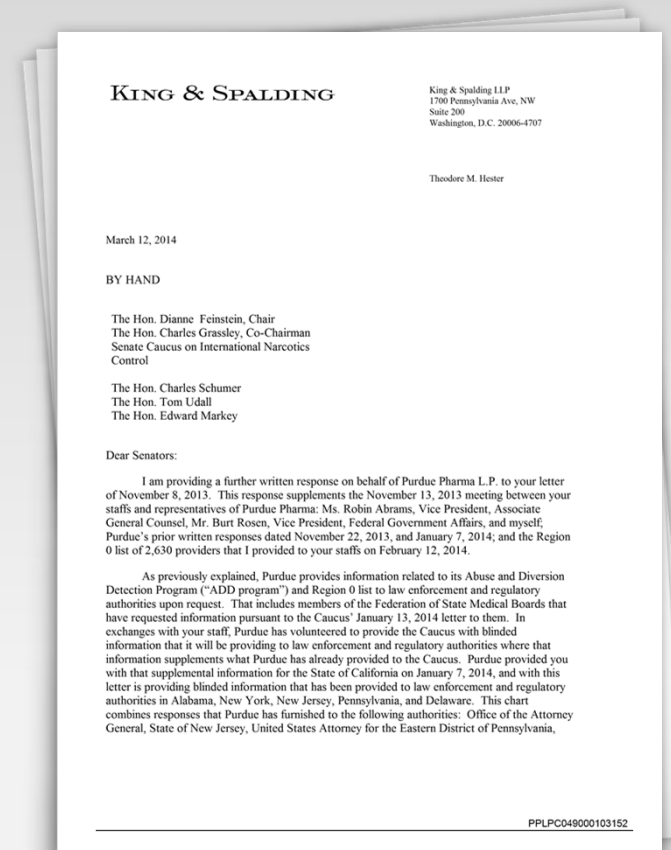 KING & SPALDING
King & Spalding LLP
1700 Pennsylvania Ave, NW
Suite 200
Washington, D.C. 20006-4707
Theodore M. Hester
March 12, 2014
BY HAND
The Hon. Dianne Feinstein, Chair
The Hon. Charles Grassley, Co-Chairman
Senate Caucus on International Narcotics
Control
The Hon. Charles Schumer
The Hon. Tom Udall
The Hon. Edward Markey
Dear Senators:
I am providing a further written response on behalf of Purdue Pharma L.P. to your letter
of November 8, 2013. This response supplements the November 13, 2013 meeting between your
staffs and representatives of Purdue Pharma: Ms. Robin Abrams, Vice President, Associate
General Counsel, Mr. Burt Rosen, Vice President, Federal Government Affairs, and myself;
Purdue's prior written responses dated November 22, 2013, and January 7, 2014; and the Region
0 list of 2,630 providers that I provided to your staffs on February 12, 2014.
As previously explained, Purdue provides information related to its Abuse and Diversion
Detection Program ("ADD program") and Region 0 list to law enforcement and regulatory
authorities upon request. That includes members of the Federation of State Medical Boards that
have requested information pursuant to the Caucus' January 13, 2014 letter to them. In
exchanges with your staff, Purdue has volunteered to provide the Caucus with blinded
information that it will be providing to law enforcement and regulatory authorities where that
information supplements what Purdue has already provided to the Caucus. Purdue provided you
with that supplemental information for the State of California on January 7, 2014, and with this
letter is providing blinded information that has been provided to law enforcement and regulatory
authorities in Alabama, New York, New Jersey, Pennsylvania, and Delaware. This chart
combines responses that Purdue has furnished to the following authorities: Office of the Attorney
General, State of New Jersey, United States Attorney for the Eastern District of Pennsylvania,
PPLPC049000103152